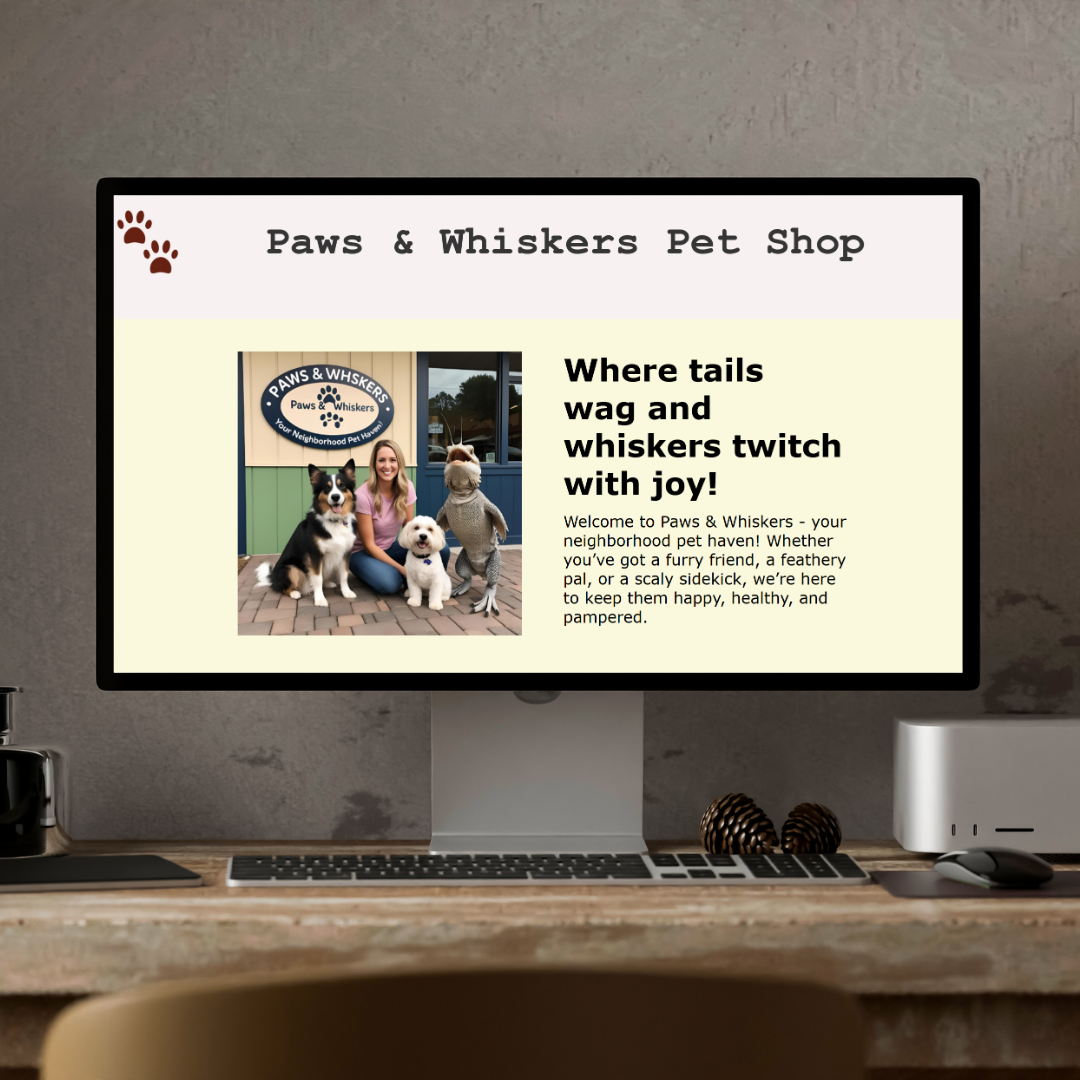 Paws & Whiskers Pet Shop
PAWS & WHSKERS
Paws & Whiskers
Your Neighborhood Pet Haven!
Where tails
wag and
whiskers twitch
with joy!
Welcome to Paws & Whiskers - your
neighborhood pet haven! Whether
you’ve got a furry friend, a feathery
pal, or a scaly sidekick, we’re here
to keep them happy, healthy, and
pampered.